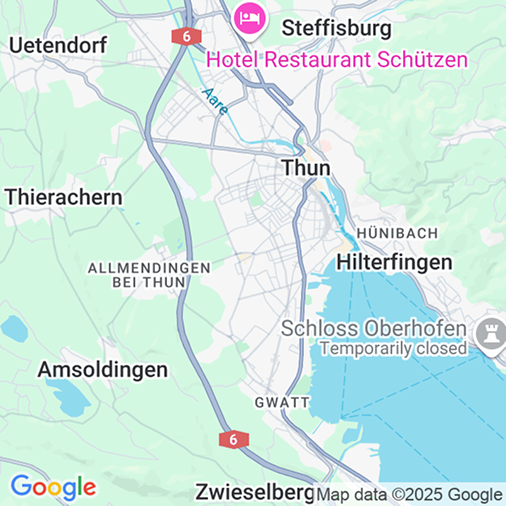 Steffisburg
Uetendorf
6
Hotel Restaurant Schützen
Aare
Thun
Thierachern
HÜNIBACH
Hilterfingen
ALLMENDINGEN
BEI THUN
Schloss Oberhofen
Temporarily closed
Amsoldingen
GWATT
6
Zwieselberg
Google
Map data ©2025 Google